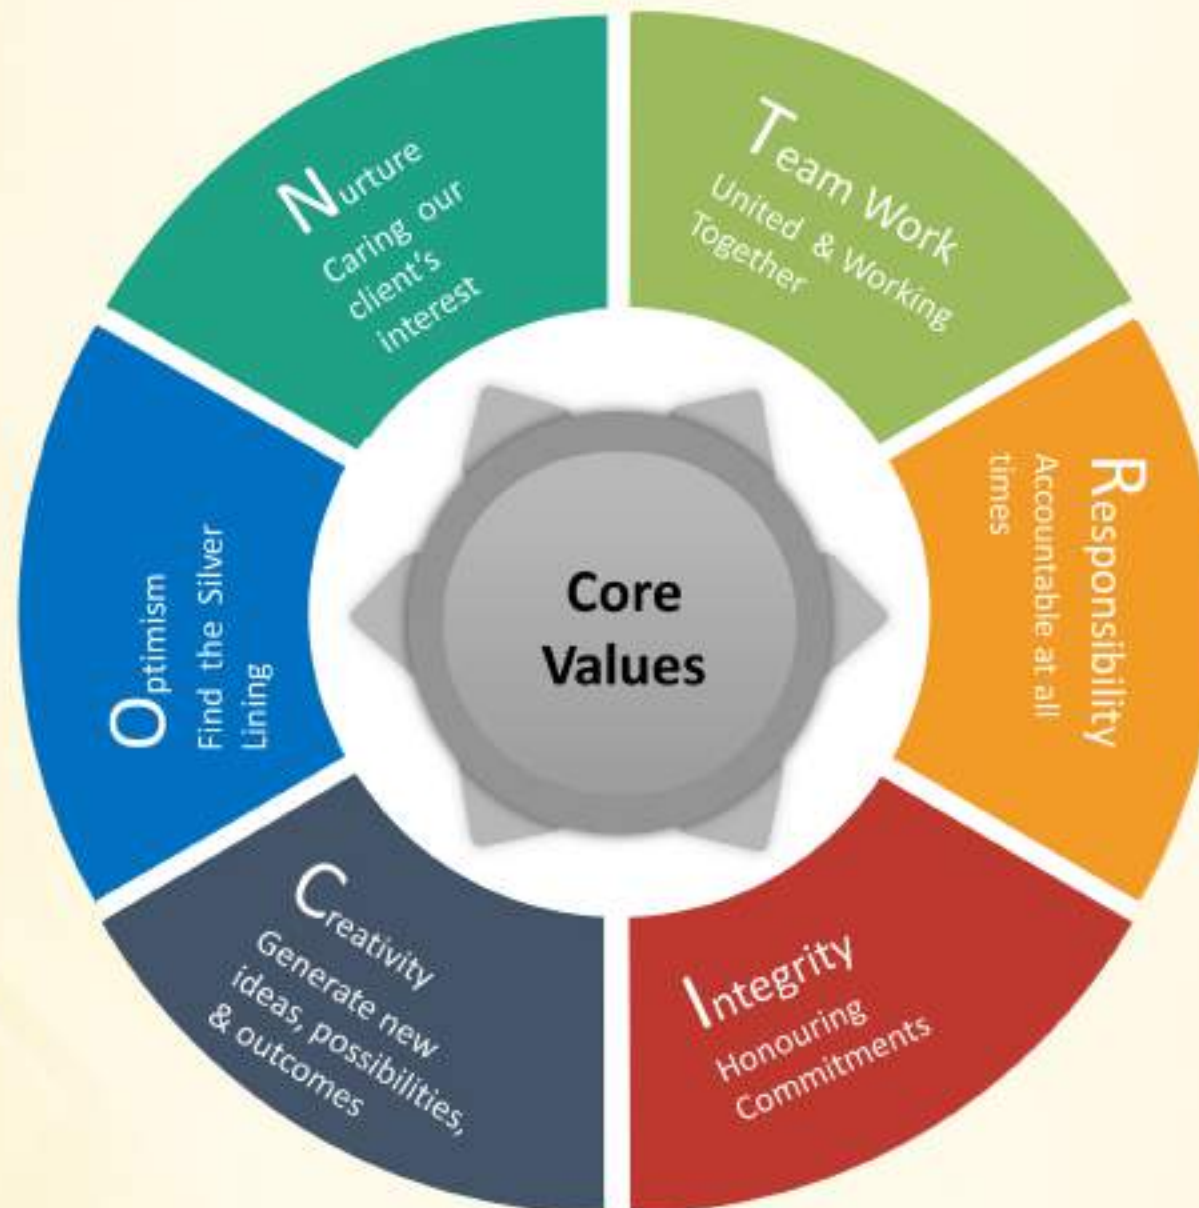 Team Work
United & Working
Together
Responsibility
Accountable at all
times
Integrity
Honouring
Commitments
Creativity
Generate new
ideas, possibilities,
& outcomes
Optimism
Find the Silver
Lining
Nurture
Caring our
client's
interest
Core
Values